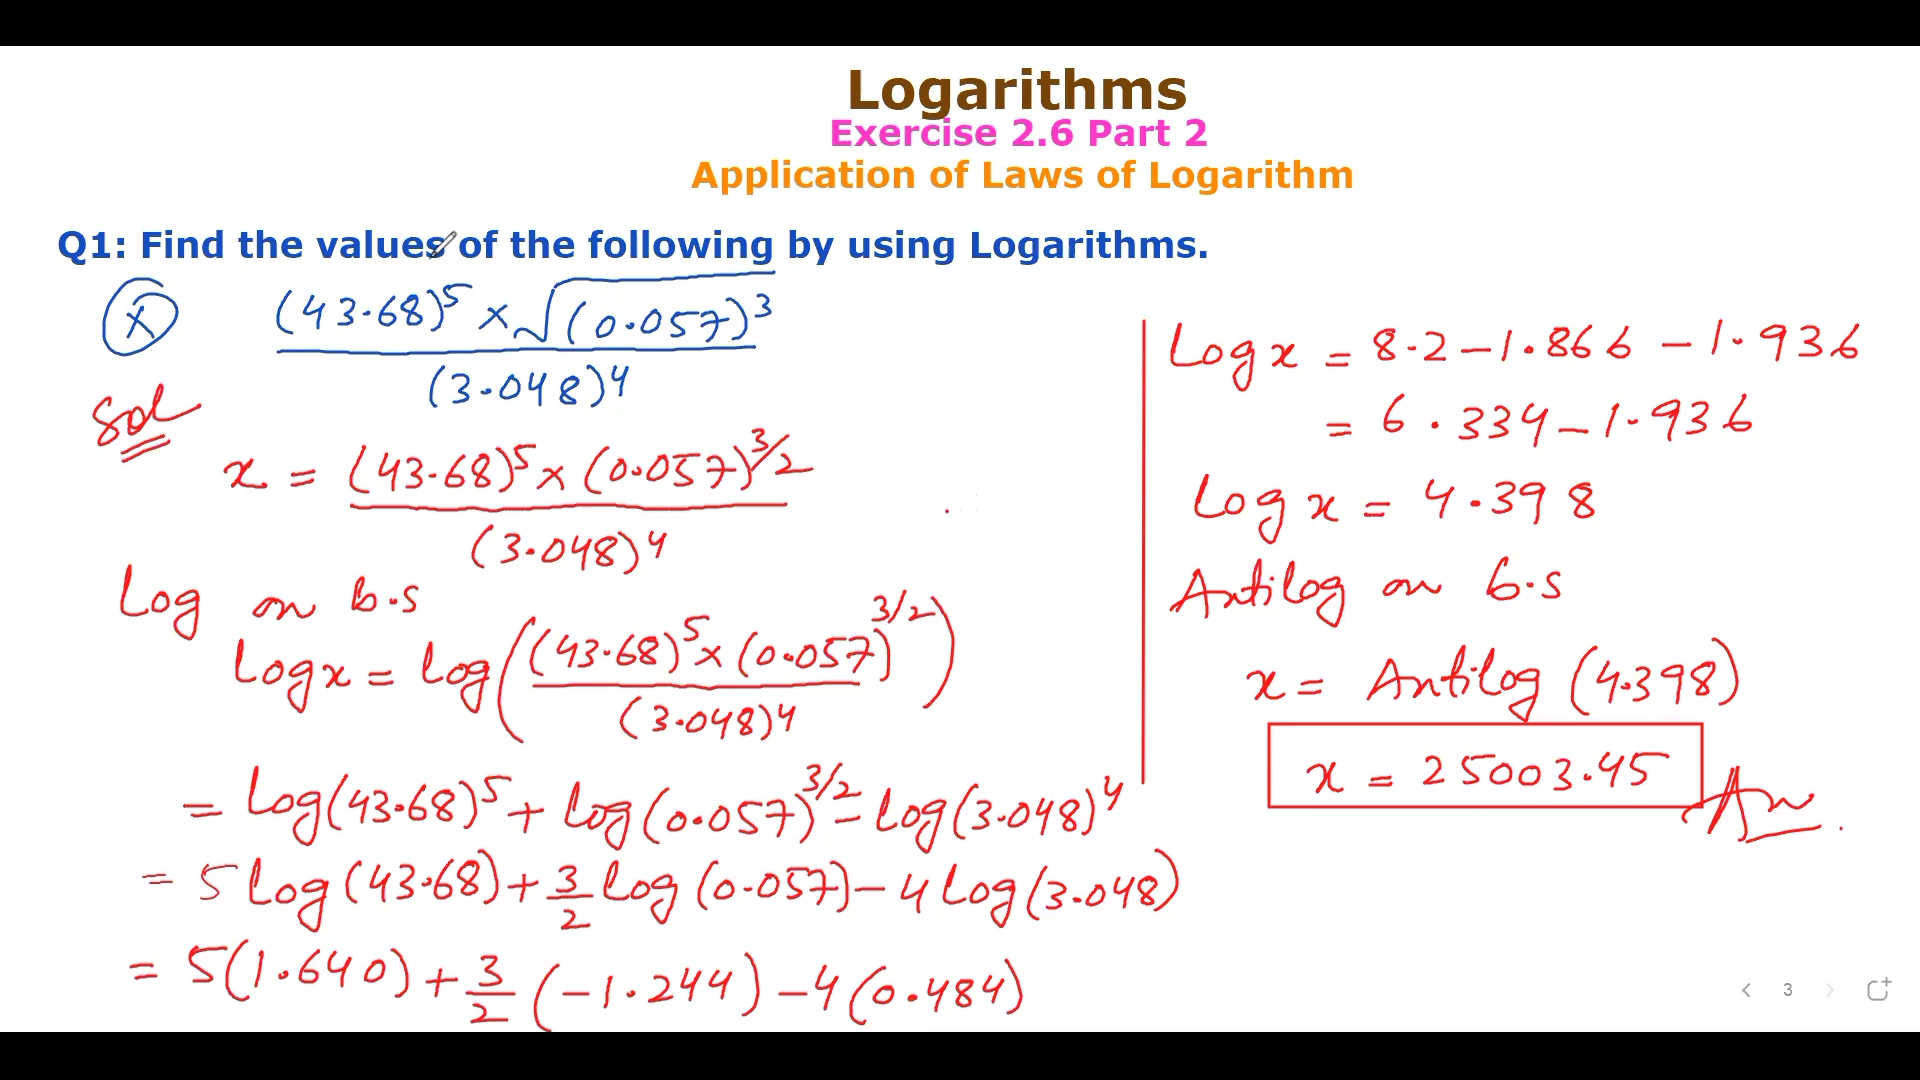 Logarithms
Exercise 2.6 Part 2
Application of Laws of Logarithm
Q1: Find the values of the following by using Logarithms.
(x) (43.68)^5 × √(0.057)^3
(3.048)^4
Sol
x = (43.68)^5 × (0.057)^3/2
(3.048)^4
Log on b.s
Log x = log((43.68)^5 × (0.057)^3/2)
(3.048)^4
= Log(43.68)^5 + log(0.057)^3/2 - log(3.048)^4
= 5 log(43.68) + 3/2 log(0.057) - 4 log(3.048)
= 5(1.640) + 3/2 (-1.244) - 4(0.484)
Log x = 8.2 - 1.866 - 1.936
= 6.334 - 1.936
Log x = 4.398
Antilog on b.s
x = Antilog (4.398)
x = 25003.45 An
< 3 >